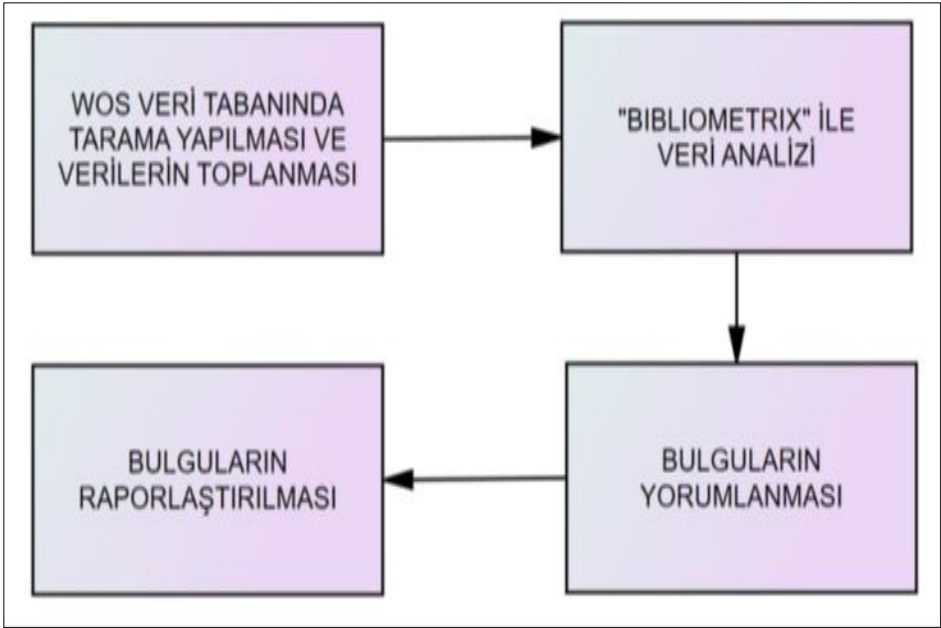 WOS VERİ TABANINDA
TARAMA YAPILMASI VE
VERİLERİN TOPLANMASI
"BIBLIOMETRIX" İLE
VERİ ANALİZİ
BULGULARIN
YORUMLANMASI
BULGULARIN
RAPORLAŞTIRILMASI